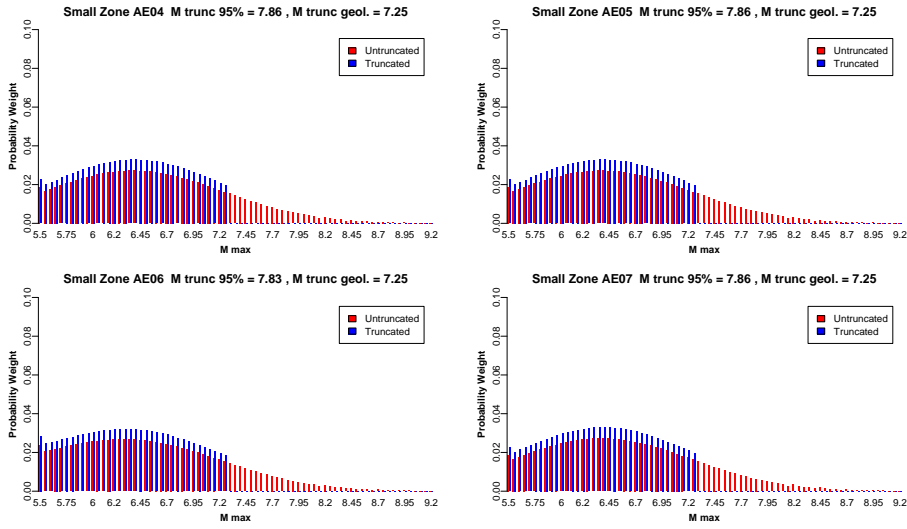 Small Zone AE04 M trunc 95% = 7.86 , M trunc geol. = 7.25
Probability Weight
0.00 0.02 0.04 0.06 0.08 0.10
Untruncated
Truncated
5.5 5.75 6 6.2 6.45 6.7 6.95 7.2 7.45 7.7 7.95 8.2 8.45 8.7 8.95 9.2
M max
Small Zone AE05 M trunc 95% = 7.86 , M trunc geol. = 7.25
Probability Weight
0.00 0.02 0.04 0.06 0.08 0.10
Untruncated
Truncated
5.5 5.75 6 6.2 6.45 6.7 6.95 7.2 7.45 7.7 7.95 8.2 8.45 8.7 8.95 9.2
M max
Small Zone AE06 M trunc 95% = 7.83 , M trunc geol. = 7.25
Probability Weight
0.00 0.02 0.04 0.06 0.08 0.10
Untruncated
Truncated
5.5 5.75 6 6.2 6.45 6.7 6.95 7.2 7.45 7.7 7.95 8.2 8.45 8.7 8.95 9.2
M max
Small Zone AE07 M trunc 95% = 7.86 , M trunc geol. = 7.25
Probability Weight
0.00 0.02 0.04 0.06 0.08 0.10
Untruncated
Truncated
5.5 5.75 6 6.2 6.45 6.7 6.95 7.2 7.45 7.7 7.95 8.2 8.45 8.7 8.95 9.2
M max